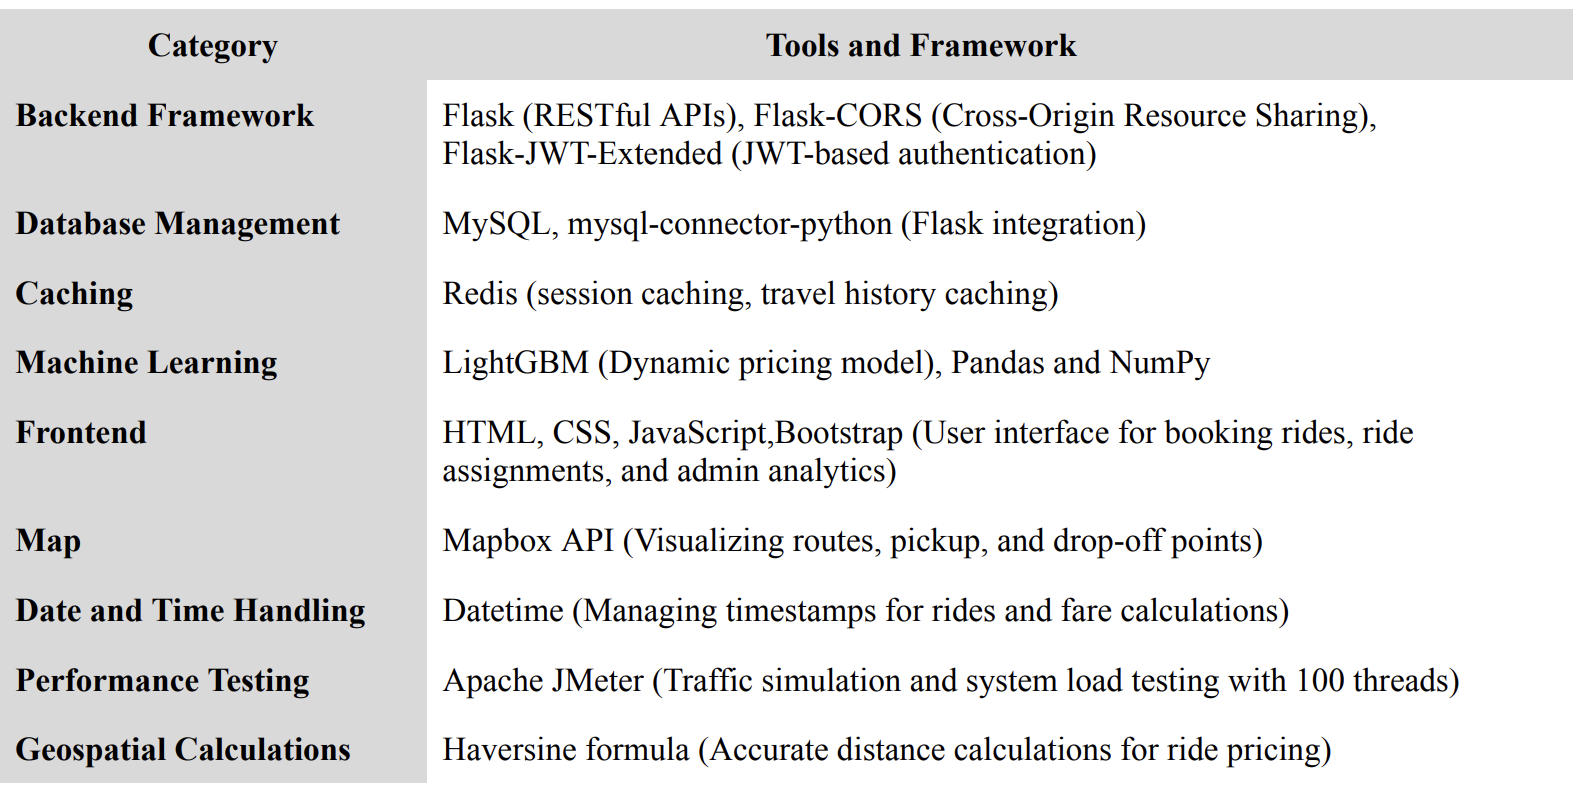 Category Tools and Framework
Backend Framework Flask (RESTful APIs), Flask-CORS (Cross-Origin Resource Sharing),
Flask-JWT-Extended (JWT-based authentication)
Database Management MySQL, mysql-connector-python (Flask integration)
Caching Redis (session caching, travel history caching)
Machine Learning LightGBM (Dynamic pricing model), Pandas and NumPy
Frontend HTML, CSS, JavaScript,Bootstrap (User interface for booking rides, ride
assignments, and admin analytics)
Map Mapbox API (Visualizing routes, pickup, and drop-off points)
Date and Time Handling Datetime (Managing timestamps for rides and fare calculations)
Performance Testing Apache JMeter (Traffic simulation and system load testing with 100 threads)
Geospatial Calculations Haversine formula (Accurate distance calculations for ride pricing)